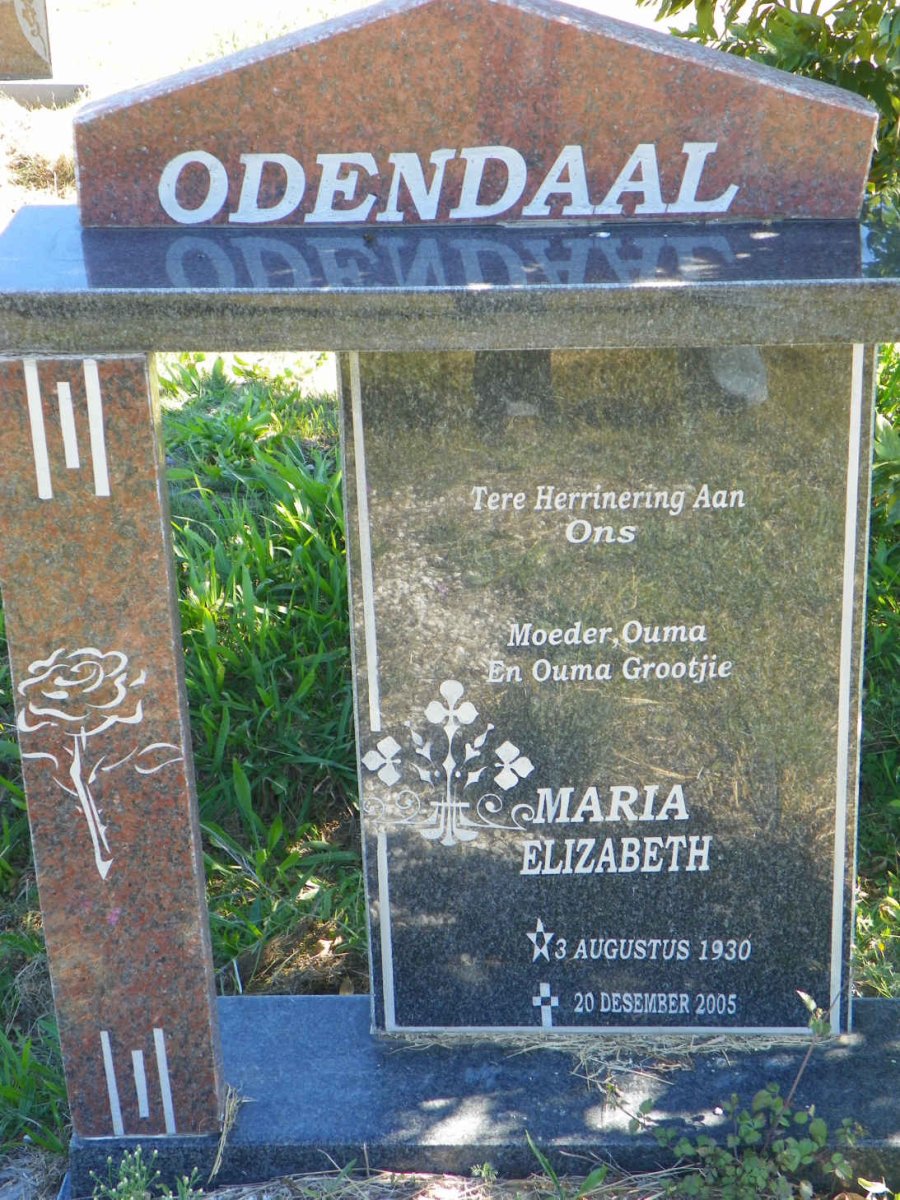 ODENDAAL
Tere Herrinering Aan
Ons
Moeder,Ouma
En Ouma Grootjie
MARIA
ELIZABETH
3 AUGUSTUS 1930
20 DESEMBER 2005